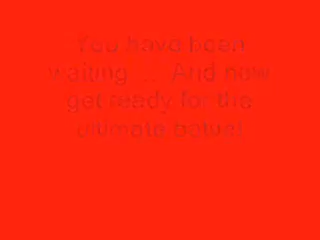 You have been
waiting ... And now
get ready for the
ultimate